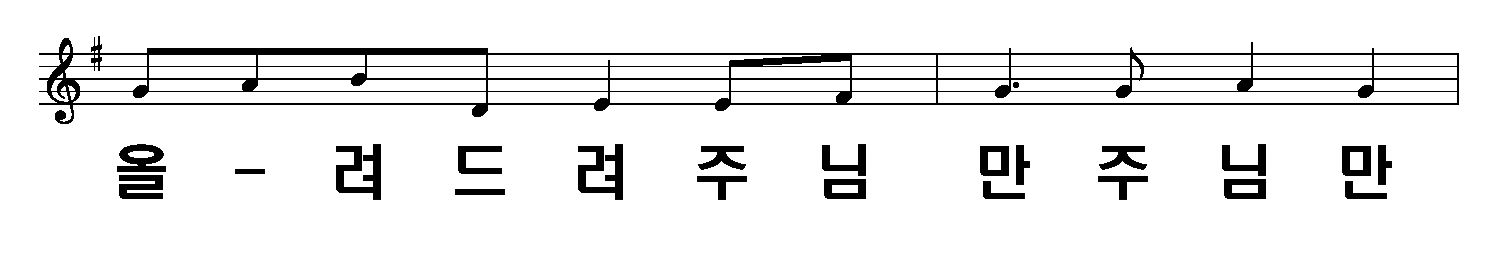 올 - 려 드 려 주 님 만 주 님 만